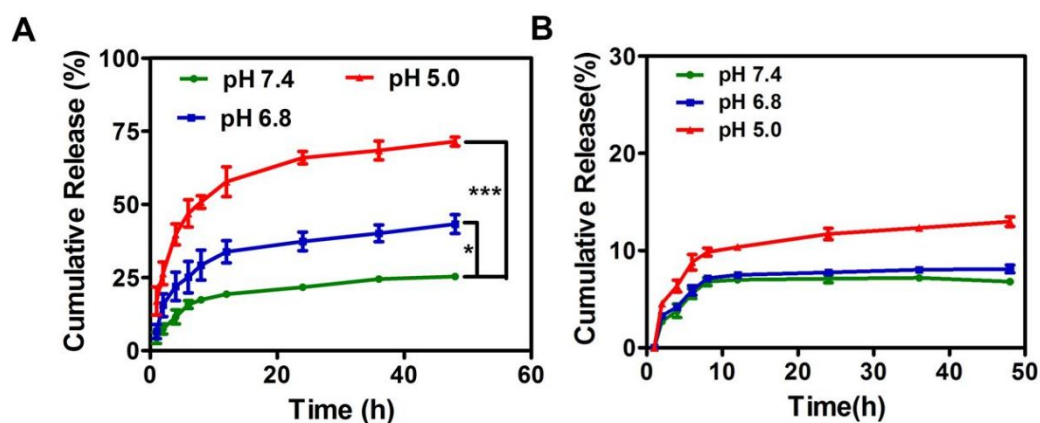 A
Cumulative Release (%)
100
75
50
25
0
pH 7.4
pH 5.0
pH 6.8
***
*
0
20
40
60
Time (h)
B
Cumulative Release(%)
30
20
10
0
pH 7.4
pH 6.8
pH 5.0
0
10
20
30
40
50
Time(h)